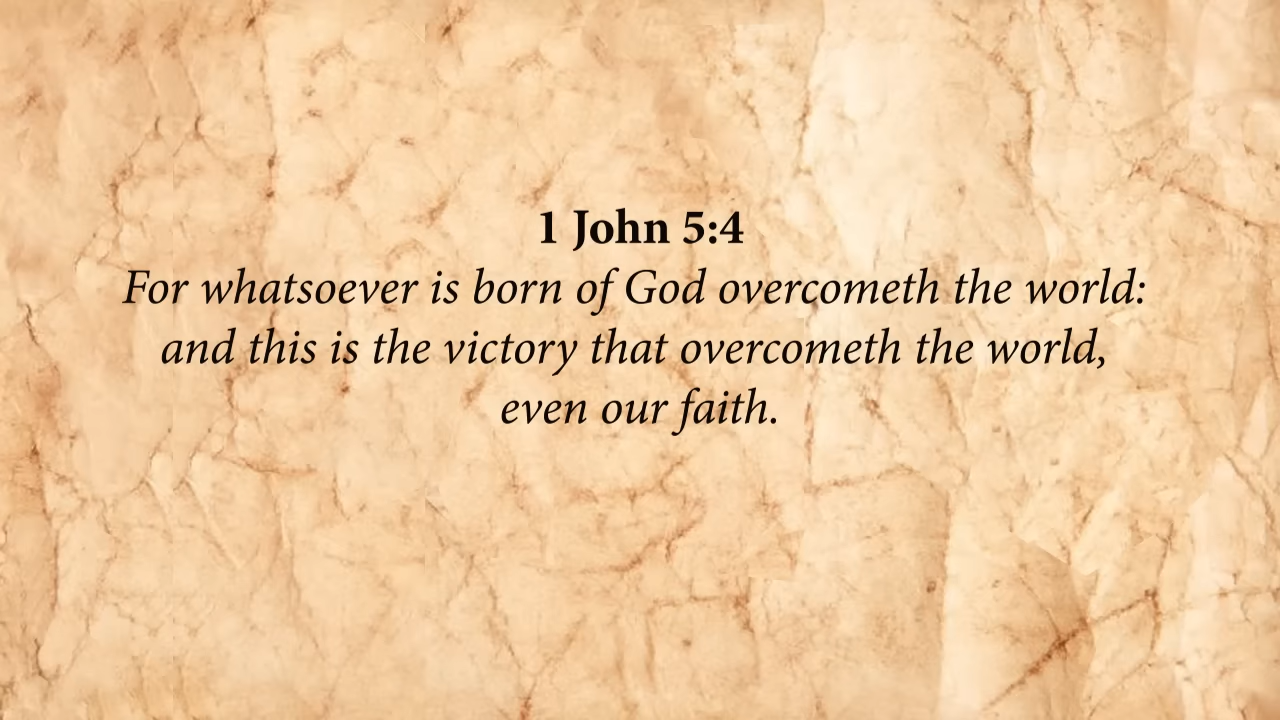 1 John 5:4
For whatsoever is born of God overcometh the world:
and this is the victory that overcometh the world,
even our faith.